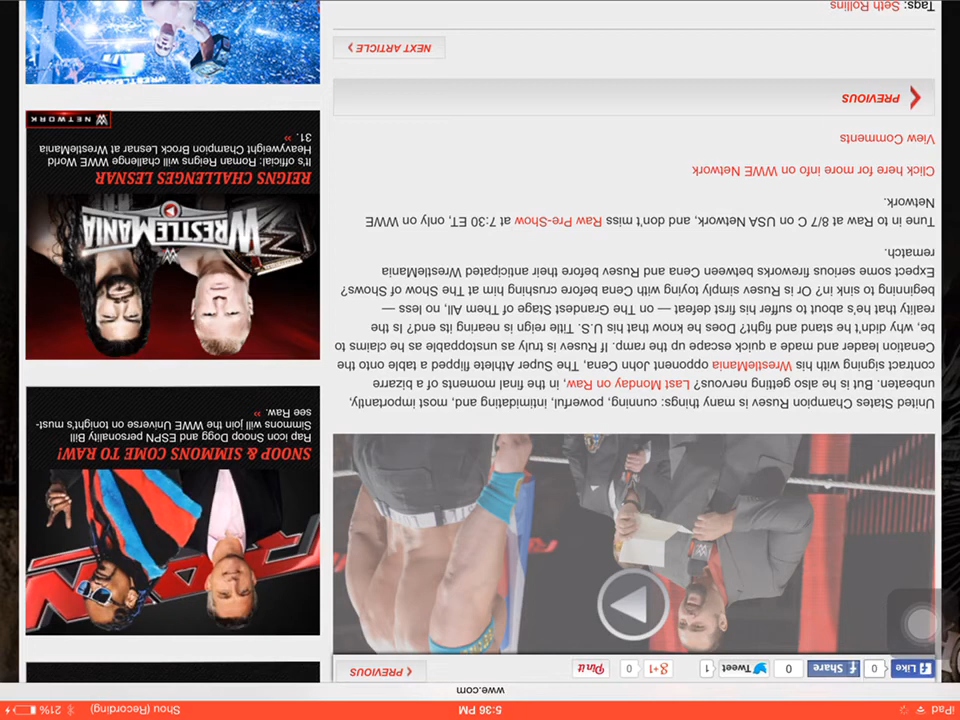 iPad
5:36 PM
Shou (Recording)
21%
www.com
Like
0
Share
0
Tweet
1
g+1
0
Pin it
PREVIOUS
United States Champion Rusev is many things: cunning, powerful, intimidating and, most importantly,
unbeaten. But is he also getting nervous? Last Monday on Raw, in the final moments of a bizarre
contract signing with his WrestleMania opponent John Cena, The Super Athlete flipped a table onto the
Cenation leader and made a quick escape up the ramp. If Rusev is truly as unstoppable as he claims to
be, why didn't he stand and fight? Does he know that his U.S. Title reign is nearing its end? Is the
reality that he's about to suffer his first defeat — on The Grandest Stage of Them All, no less —
beginning to sink in? Or is Rusev simply toying with Cena before crushing him at The Show of Shows?
Expect some serious fireworks between Cena and Rusev before their anticipated WrestleMania
rematch.
Tune in to Raw at 8/7 C on USA Network, and don't miss Raw Pre-Show at 7:30 ET, only on WWE
Network.
Click here for more info on WWE Network
View Comments
PREVIOUS
NEXT ARTICLE
Tags: Seth Rollins
RAW
SNOOP & SIMMONS COME TO RAW!
Rap icon Snoop Dogg and ESPN personality Bill
Simmons will join the WWE Universe on tonight's must-
see Raw. »
WRESTLEMANIA
REIGNS CHALLENGES LESNAR
It's official: Roman Reigns will challenge WWE World
Heavyweight Champion Brock Lesnar at WrestleMania
31. »
NETWORK